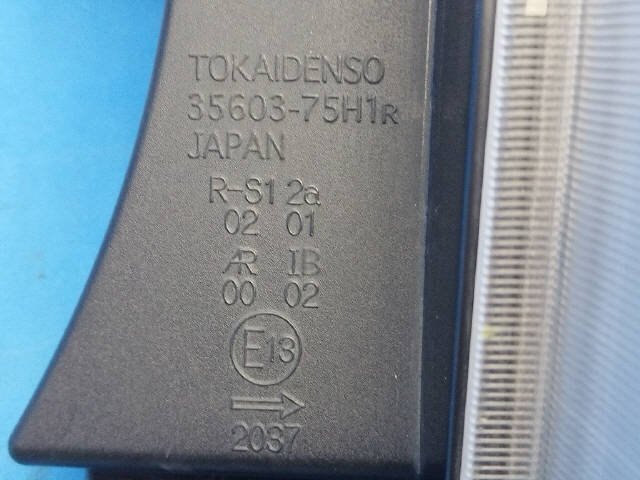 TOKAIDENSO
35603-75H1R
JAPAN
R-S1 2a
02 01
AR IB
00 02
E13
→
2037